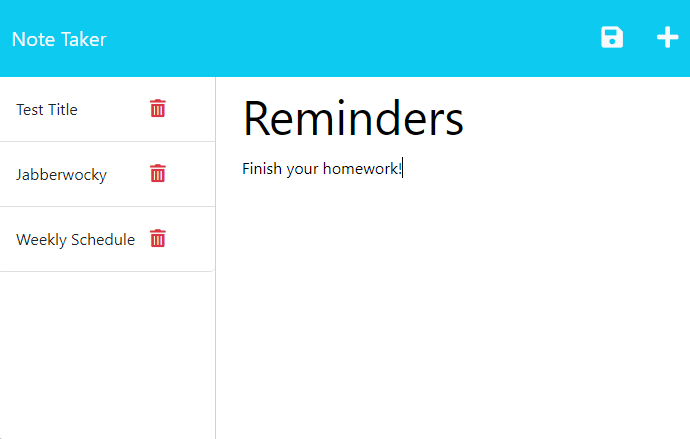 Note Taker
Test Title
Jabberwocky
Weekly Schedule
Reminders
Finish your homework!